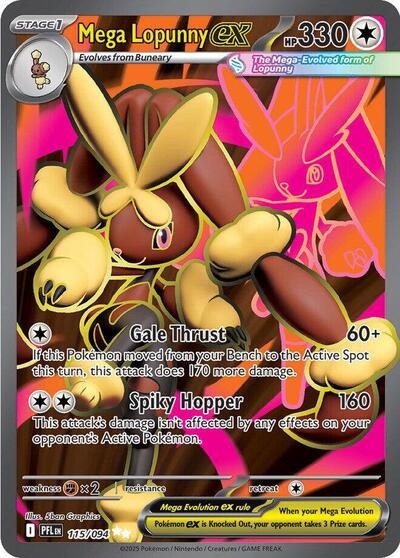 STAGE1
Mega Lopunny ex
HP 330
Evolves from Buneary
The Mega-Evolved form of
Lopunny
Gale Thrust 60+
If this Pokémon moved from your Bench to the Active Spot
this turn, this attack does 170 more damage.
Spiky Hopper 160
This attack's damage isn't affected by any effects on your
opponent's Active Pokémon.
weakness ×2 resistance retreat
Illus. 5ban Graphics
I PFL EN 115/094
Mega Evolution ex rule
When your Mega Evolution
Pokémon ex is Knocked Out, your opponent takes 3 Prize cards.
©2025 Pokémon / Nintendo / Creatures / GAME FREAK